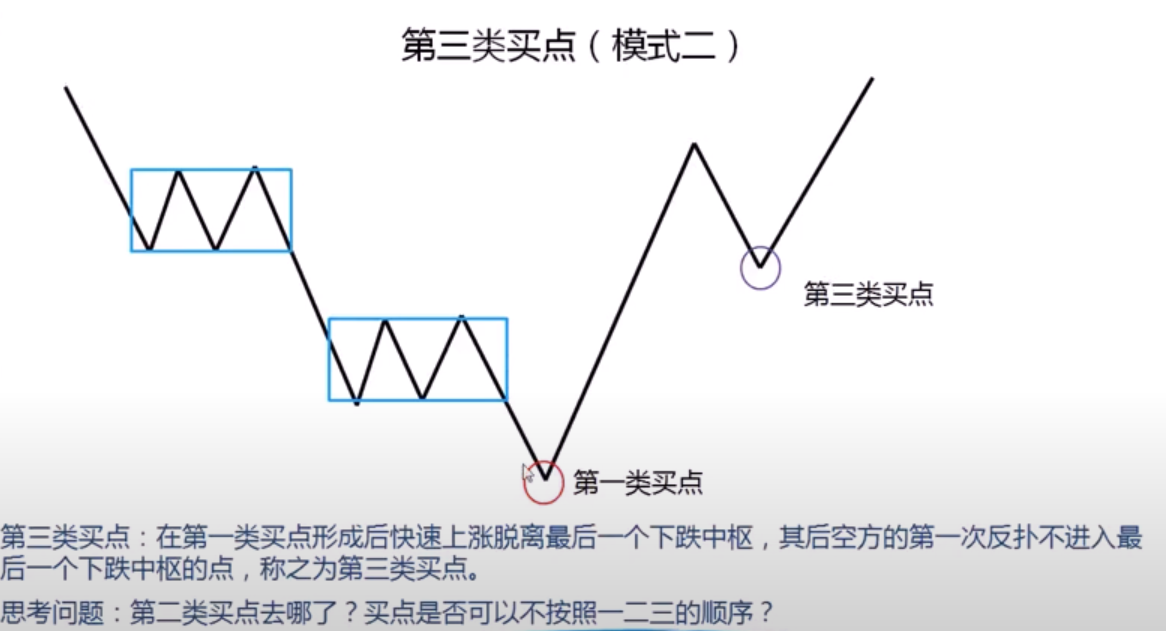 第三类买点（模式二）
第三类买点
第一类买点
第三类买点：在第一类买点形成后快速上涨脱离最后一个下跌中枢，其后空方的第一次反扑不进入最
后一个下跌中枢的点，称之为第三类买点。
思考问题：第二类买点去哪了？买点是否可以不按照一二三的顺序？